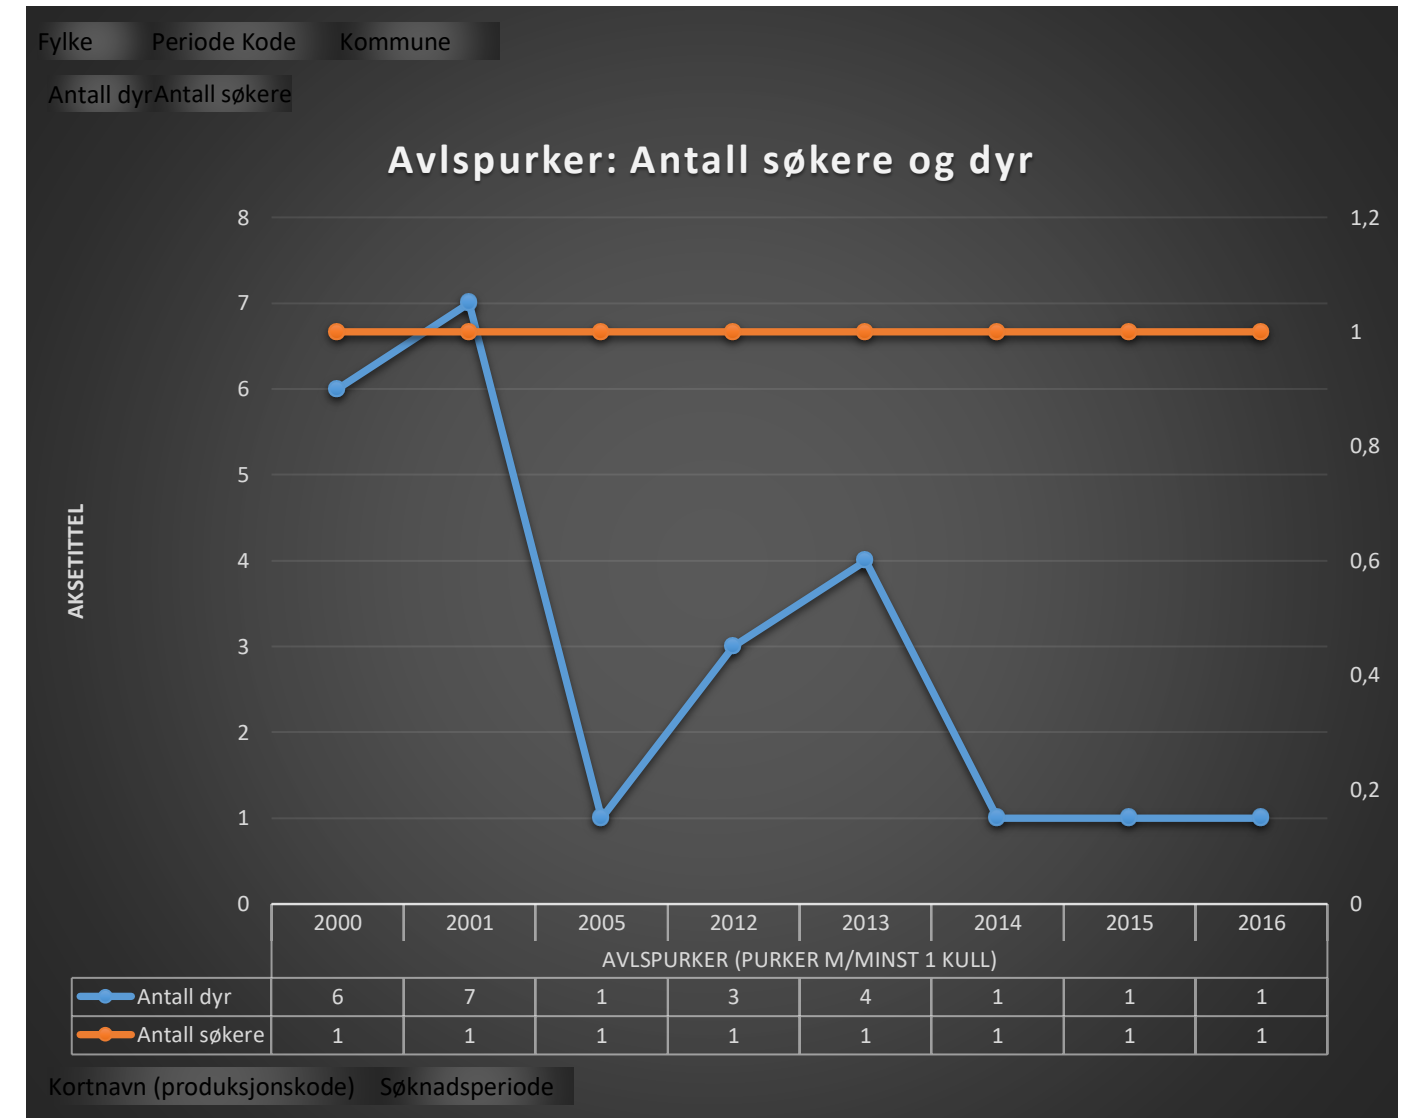 Fylke Periode Kode Kommune
Antall dyr Antall søkere
Avlspurker: Antall søkere og dyr
8 1,2
7
1
6
0,8
5
AKSETITTEL
4 0,6
3
0,4
2
0,2
1
0 0
2000 2001 2005 2012 2013 2014 2015 2016
AVLSPURKER (PURKER M/MINST 1 KULL)
Antall dyr 6 7 1 3 4 1 1 1
Antall søkere 1 1 1 1 1 1 1 1
Kortnavn (produksjonskode) Søknadsperiode